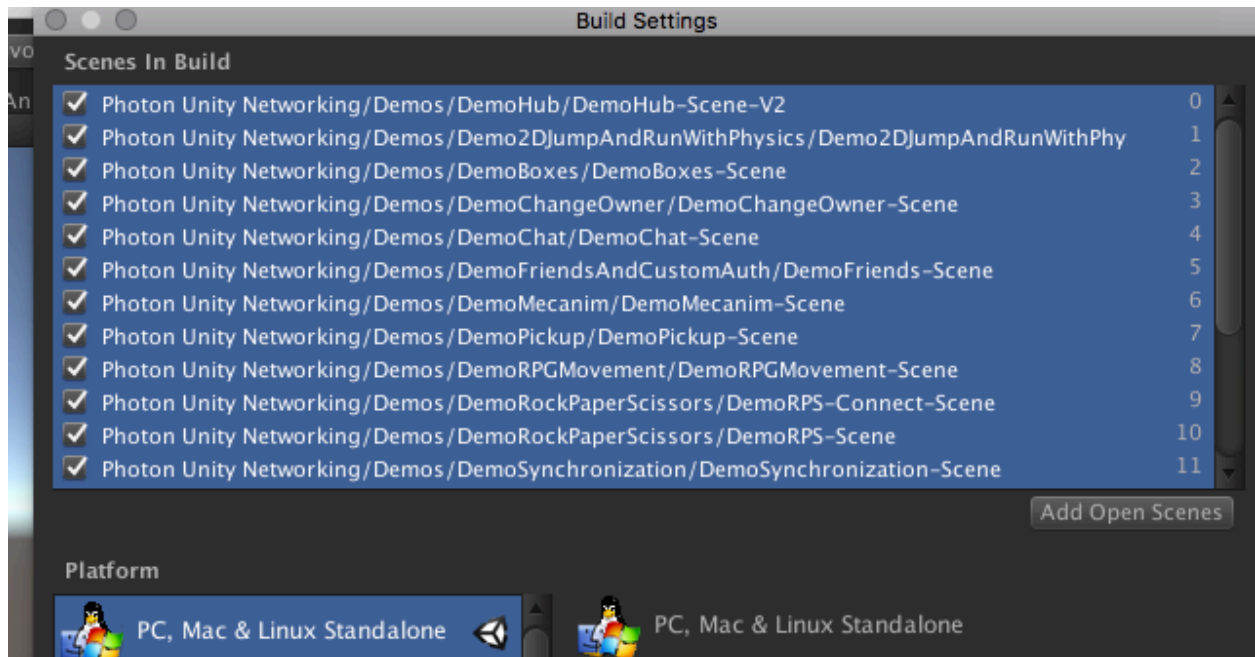 Build Settings
vo
Scenes In Build
An
Photon Unity Networking/Demos/DemoHub/DemoHub-Scene-V2 0
Photon Unity Networking/Demos/Demo2DJumpAndRunWithPhysics/Demo2DJumpAndRunWithPhy 1
Photon Unity Networking/Demos/DemoBoxes/DemoBoxes-Scene 2
Photon Unity Networking/Demos/DemoChangeOwner/DemoChangeOwner-Scene 3
Photon Unity Networking/Demos/DemoChat/DemoChat-Scene 4
Photon Unity Networking/Demos/DemoFriendsAndCustomAuth/DemoFriends-Scene 5
Photon Unity Networking/Demos/DemoMecanim/DemoMecanim-Scene 6
Photon Unity Networking/Demos/DemoPickup/DemoPickup-Scene 7
Photon Unity Networking/Demos/DemoRPGMovement/DemoRPGMovement-Scene 8
Photon Unity Networking/Demos/DemoRockPaperScissors/DemoRPS-Connect-Scene 9
Photon Unity Networking/Demos/DemoRockPaperScissors/DemoRPS-Scene 10
Photon Unity Networking/Demos/DemoSynchronization/DemoSynchronization-Scene 11
Add Open Scenes
Platform
PC, Mac & Linux Standalone
PC, Mac & Linux Standalone